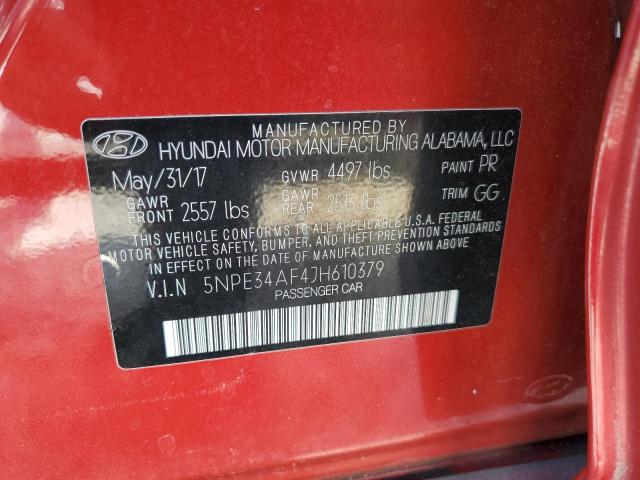 MANUFACTURED BY
HYUNDAI MOTOR MANUFACTURING ALABAMA, LLC
May/31/17 GVWR 4497 lbs PAINT PR
GAWR FRONT 2557 lbs GAWR REAR 2513 lbs TRIM GG
THIS VEHICLE CONFORMS TO ALL APPLICABLE U.S.A. FEDERAL
MOTOR VEHICLE SAFETY, BUMPER, AND THEFT PREVENTION STANDARDS
IN EFFECT ON THE DATE OF MANUFACTURE SHOWN ABOVE
V.I.N 5NPE34AF4JH610379
PASSENGER CAR